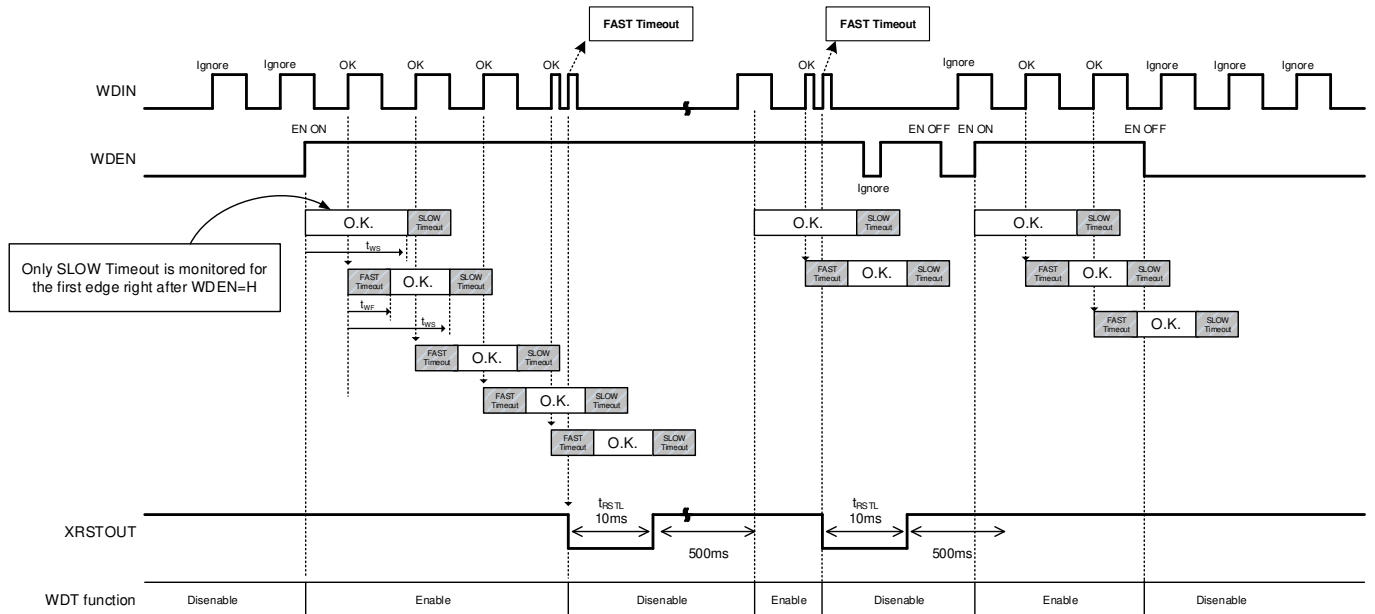 FAST Timeout
FAST Timeout
Ignore
Ignore
OK
OK
OK
OK
OK
Ignore
OK
OK
Ignore
Ignore
Ignore
WDIN
EN ON
EN OFF
EN ON
EN OFF
WDEN
Ignore
O.K.
SLOW
Timeout
O.K.
SLOW
Timeout
O.K.
SLOW
Timeout
tWS
Only SLOW Timeout is monitored for
the first edge right after WDEN=H
FAST
Timeout
O.K.
SLOW
Timeout
FAST
Timeout
O.K.
SLOW
Timeout
FAST
Timeout
O.K.
SLOW
Timeout
tWF
tWS
FAST
Timeout
O.K.
SLOW
Timeout
FAST
Timeout
O.K.
SLOW
Timeout
FAST
Timeout
O.K.
SLOW
Timeout
FAST
Timeout
O.K.
SLOW
Timeout
XRSTOUT
tRSTL
10ms
500ms
tRSTL
10ms
500ms
WDT function
Disenable
Enable
Disenable
Enable
Disenable
Enable
Disenable